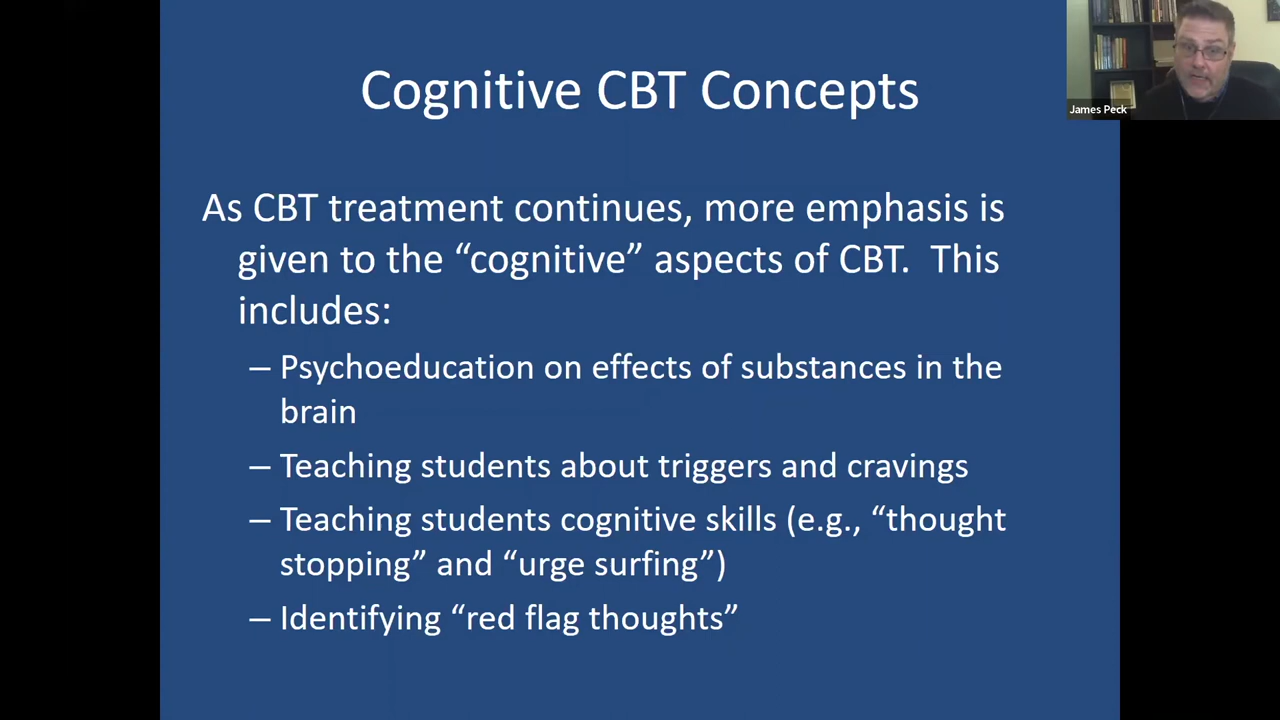 Cognitive CBT Concepts
James Peck
As CBT treatment continues, more emphasis is
given to the “cognitive” aspects of CBT.  This
includes:
– Psychoeducation on effects of substances in the
brain
– Teaching students about triggers and cravings
– Teaching students cognitive skills (e.g., “thought
stopping” and “urge surfing”)
– Identifying “red flag thoughts”